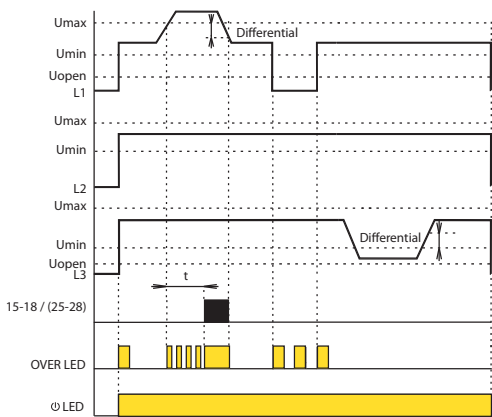 Umax
Differential
Umin
Uopen
L1
Umax
Umin
L2
Umax
Differential
Umin
Uopen
L3
t
15-18 / (25-28)
OVER LED
⏻ LED